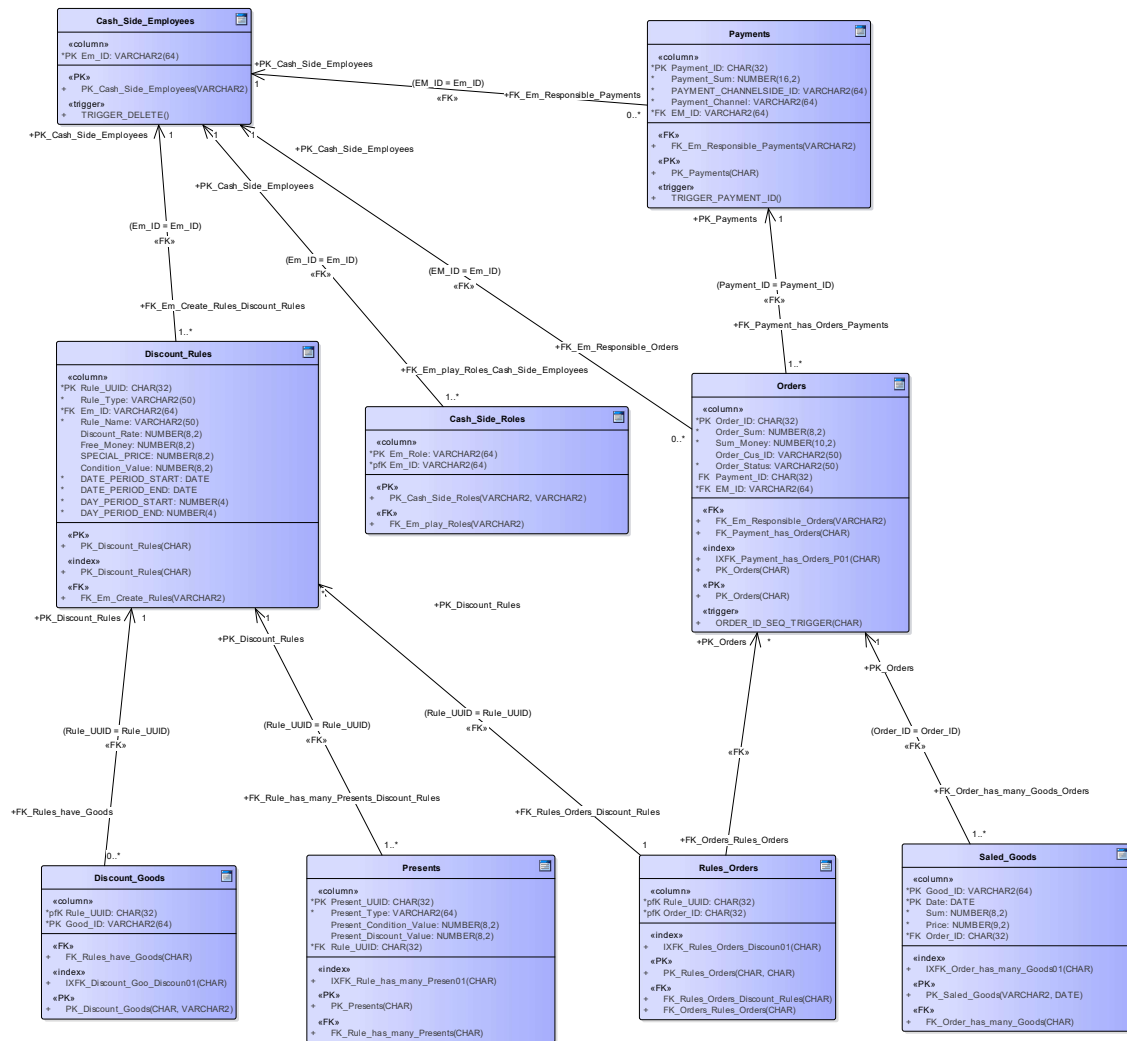 Cash_Side_Employees
«column»
*PK Em_ID: VARCHAR2(64)
«PK»
+ PK_Cash_Side_Employees(VARCHAR2)
«trigger»
+ TRIGGER_DELETE()
Payments
«column»
*PK Payment_ID: CHAR(32)
* Payment_Sum: NUMBER(16,2)
* PAYMENT_CHANNELSIDE_ID: VARCHAR2(64)
* Payment_Channel: VARCHAR2(64)
*FK EM_ID: VARCHAR2(64)
«FK»
+ FK_Em_Responsible_Payments(VARCHAR2)
«PK»
+ PK_Payments(CHAR)
«trigger»
+ TRIGGER_PAYMENT_ID()
+PK_Cash_Side_Employees
1
(EM_ID = Em_ID)
«FK»
+FK_Em_Responsible_Payments
0..*
+PK_Cash_Side_Employees
1
1
1
+PK_Cash_Side_Employees
+PK_Cash_Side_Employees
+PK_Payments
1
(Em_ID = Em_ID)
«FK»
(Em_ID = Em_ID)
«FK»
(EM_ID = Em_ID)
«FK»
(Payment_ID = Payment_ID)
«FK»
+FK_Em_Create_Rules_Discount_Rules
1..*
+FK_Em_play_Roles_Cash_Side_Employees
1..*
+FK_Em_Responsible_Orders
0..*
+FK_Payment_has_Orders_Payments
1..*
Discount_Rules
«column»
*PK Rule_UUID: CHAR(32)
* Rule_Type: VARCHAR2(50)
*FK Em_ID: VARCHAR2(64)
* Rule_Name: VARCHAR2(50)
Discount_Rate: NUMBER(8,2)
Free_Money: NUMBER(8,2)
SPECIAL_PRICE: NUMBER(8,2)
Condition_Value: NUMBER(8,2)
* DATE_PERIOD_START: DATE
* DATE_PERIOD_END: DATE
* DAY_PERIOD_START: NUMBER(4)
* DAY_PERIOD_END: NUMBER(4)
«PK»
+ PK_Discount_Rules(CHAR)
«index»
+ PK_Discount_Rules(CHAR)
«FK»
+ FK_Em_Create_Rules(VARCHAR2)
Cash_Side_Roles
«column»
*PK Em_Role: VARCHAR2(64)
*pfK Em_ID: VARCHAR2(64)
«PK»
+ PK_Cash_Side_Roles(VARCHAR2, VARCHAR2)
«FK»
+ FK_Em_play_Roles(VARCHAR2)
Orders
«column»
*PK Order_ID: CHAR(32)
* Order_Sum: NUMBER(8,2)
* Sum_Money: NUMBER(10,2)
Order_Cus_ID: VARCHAR2(50)
* Order_Status: VARCHAR2(50)
FK Payment_ID: CHAR(32)
*FK EM_ID: VARCHAR2(64)
«FK»
+ FK_Em_Responsible_Orders(VARCHAR2)
+ FK_Payment_has_Orders(CHAR)
«index»
+ IXFK_Payment_has_Orders_P01(CHAR)
+ PK_Orders(CHAR)
«PK»
+ PK_Orders(CHAR)
«trigger»
+ ORDER_ID_SEQ_TRIGGER(CHAR)
+PK_Discount_Rules
1
1
+PK_Discount_Rules
*
+PK_Discount_Rules
+PK_Orders
*
1
+PK_Orders
(Rule_UUID = Rule_UUID)
«FK»
(Rule_UUID = Rule_UUID)
«FK»
(Rule_UUID = Rule_UUID)
«FK»
«FK»
(Order_ID = Order_ID)
«FK»
+FK_Rules_have_Goods
0..*
+FK_Rule_has_many_Presents_Discount_Rules
1..*
+FK_Rules_Orders_Discount_Rules
1
+FK_Orders_Rules_Orders
+FK_Order_has_many_Goods_Orders
1..*
Discount_Goods
«column»
*pfK Rule_UUID: CHAR(32)
*PK Good_ID: VARCHAR2(64)
«FK»
+ FK_Rules_have_Goods(CHAR)
«index»
+ IXFK_Discount_Goo_Discoun01(CHAR)
«PK»
+ PK_Discount_Goods(CHAR, VARCHAR2)
Presents
«column»
*PK Present_UUID: CHAR(32)
* Present_Type: VARCHAR2(64)
Present_Condition_Value: NUMBER(8,2)
Present_Discount_Value: NUMBER(8,2)
*FK Rule_UUID: CHAR(32)
«index»
+ IXFK_Rule_has_many_Presen01(CHAR)
«PK»
+ PK_Presents(CHAR)
«FK»
+ FK_Rule_has_many_Presents(CHAR)
Rules_Orders
«column»
*pfK Rule_UUID: CHAR(32)
*pfK Order_ID: CHAR(32)
«index»
+ IXFK_Rules_Orders_Discoun01(CHAR)
«PK»
+ PK_Rules_Orders(CHAR, CHAR)
«FK»
+ FK_Rules_Orders_Discount_Rules(CHAR)
+ FK_Orders_Rules_Orders(CHAR)
Saled_Goods
«column»
*PK Good_ID: VARCHAR2(64)
*PK Date: DATE
* Sum: NUMBER(8,2)
* Price: NUMBER(9,2)
*FK Order_ID: CHAR(32)
«index»
+ IXFK_Order_has_many_Goods01(CHAR)
«PK»
+ PK_Saled_Goods(VARCHAR2, DATE)
«FK»
+ FK_Order_has_many_Goods(CHAR)